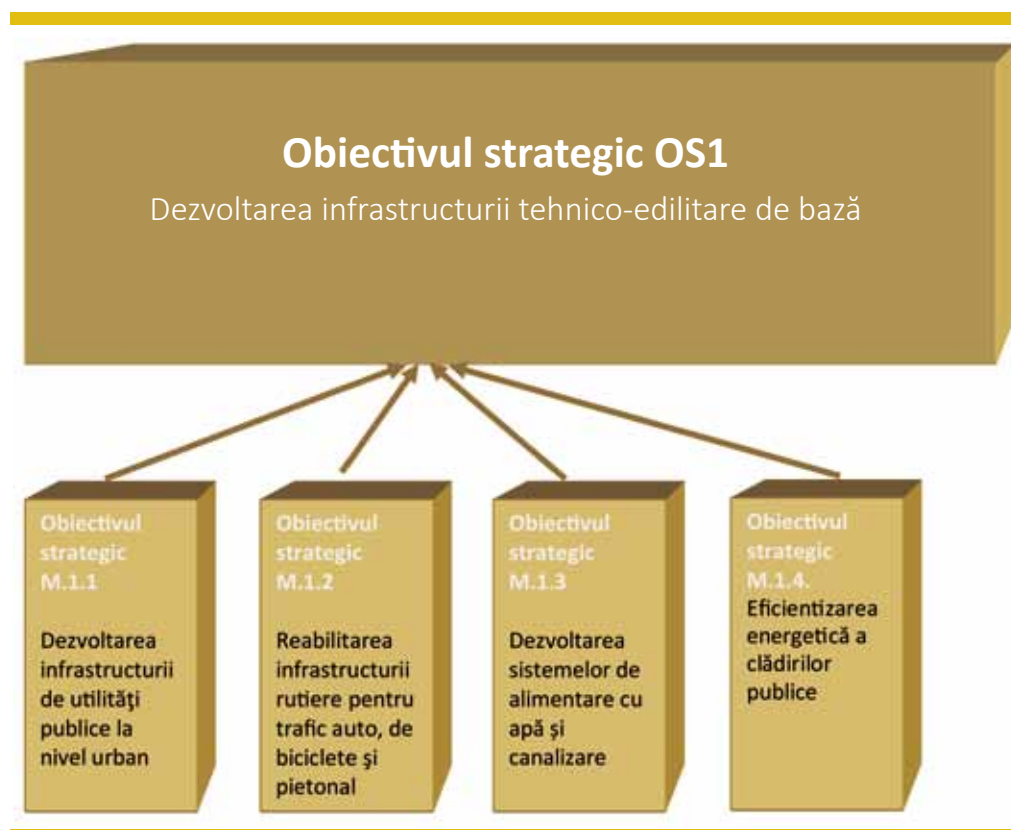 Obiectivul strategic OS1
Dezvoltarea infrastructurii tehnico-edilitare de bază
Obiectivul
strategic
M.1.1
Dezvoltarea
infrastructurii
de utilităţi
publice la
nivel urban
Obiectivul
strategic
M.1.2
Reabilitarea
infrastructurii
rutiere pentru
trafic auto, de
biciclete şi
pietonal
Obiectivul
strategic
M.1.3
Dezvoltarea
sistemelor de
alimentare cu
apă și
canalizare
Obiectivul
strategic
M.1.4.
Eficientizarea
energetică a
clădirilor
publice